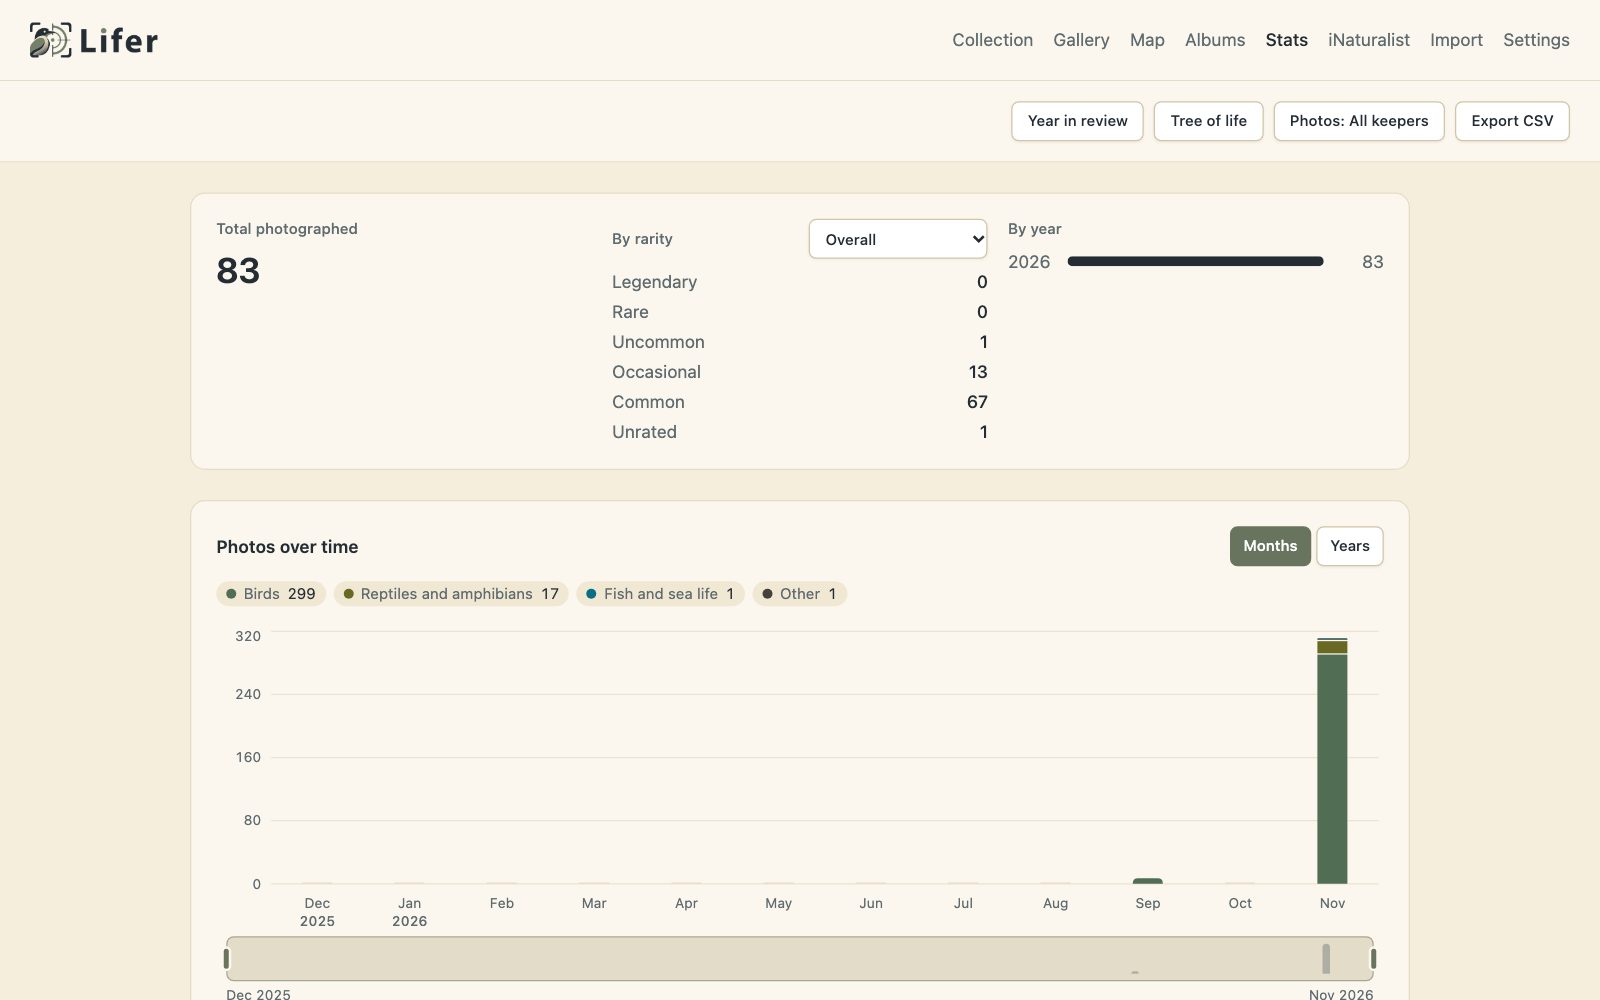 Lifer
Collection Gallery Map Albums Stats iNaturalist Import Settings
Year in review Tree of life Photos: All keepers Export CSV
Total photographed
83
By rarity Overall
Legendary 0
Rare 0
Uncommon 1
Occasional 13
Common 67
Unrated 1
By year
2026 83
Photos over time
Months Years
Birds 299 Reptiles and amphibians 17 Fish and sea life 1 Other 1
320
240
160
80
0
Dec Jan Feb Mar Apr May Jun Jul Aug Sep Oct Nov
2025 2026
Dec 2025 Nov 2026